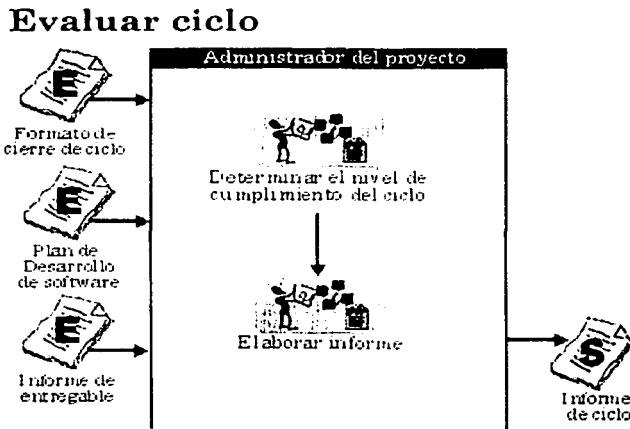 Evaluar ciclo
Administrador del proyecto
E
Formato de
cierre de ciclo
Determinar el nivel de
cumplimiento del ciclo
E
Plan de
Desarrollo
de software
Elaborar informe
E
Informe de
entregable
S
Informe
de ciclo